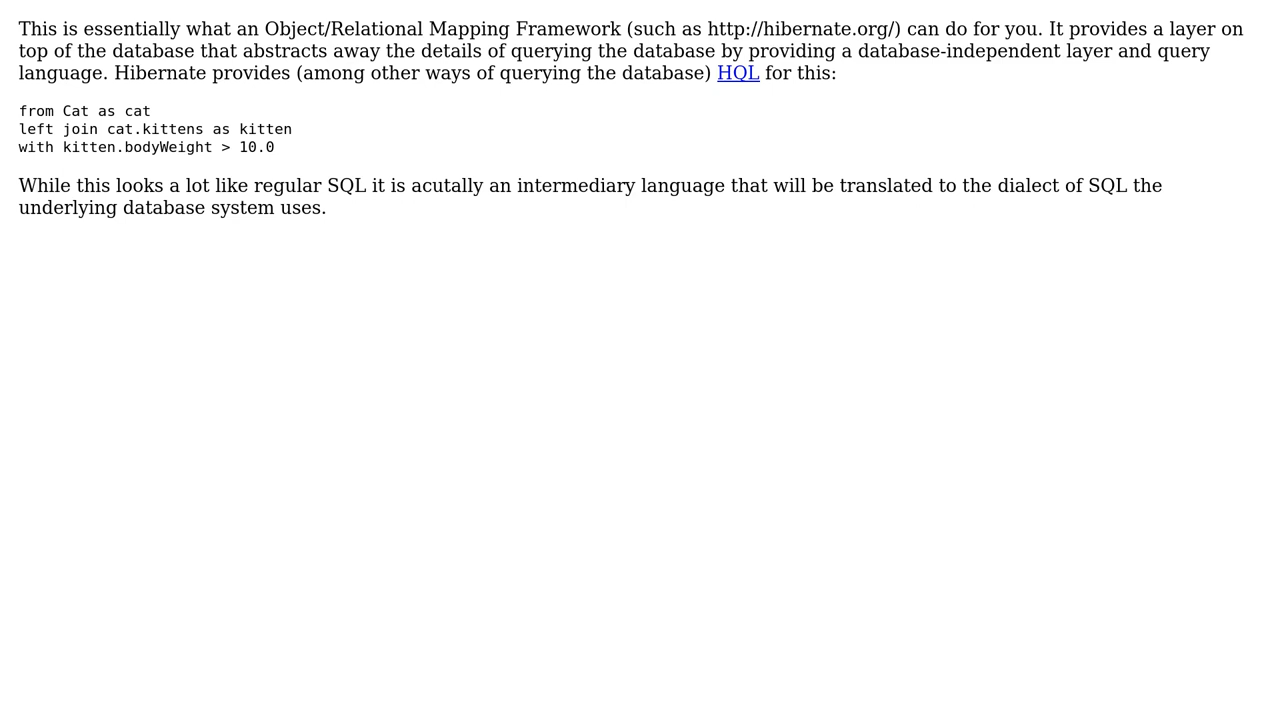 This is essentially what an Object/Relational Mapping Framework (such as http://hibernate.org/) can do for you. It provides a layer on
top of the database that abstracts away the details of querying the database by providing a database-independent layer and query
language. Hibernate provides (among other ways of querying the database) HQL for this:
from Cat as cat
left join cat.kittens as kitten
with kitten.bodyWeight > 10.0
While this looks a lot like regular SQL it is acutally an intermediary language that will be translated to the dialect of SQL the
underlying database system uses.